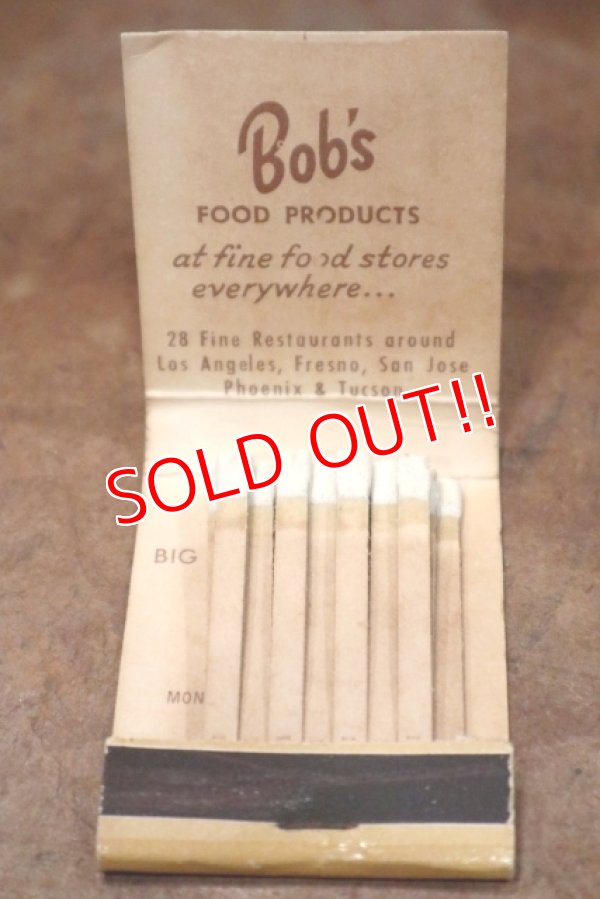 Bob's
FOOD PRODUCTS
at fine food stores
everywhere...
28 Fine Restaurants around
Los Angeles, Fresno, San Jose
Phoenix & Tucson
SOLD OUT!!
BIG
MON